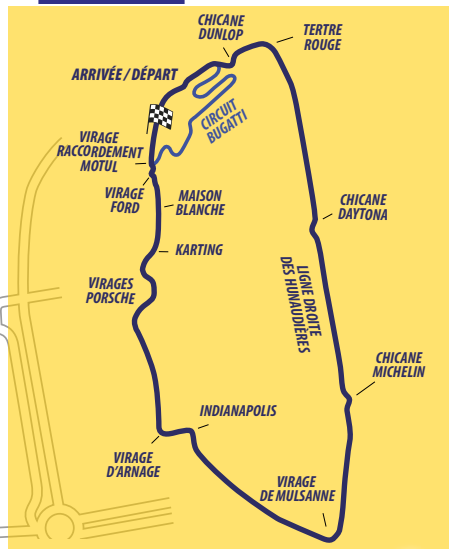 CHICANE
DUNLOP
TERTRE
ROUGE
ARRIVÉE / DÉPART
CIRCUIT
BUGATTI
VIRAGE
RACCORDEMENT
MOTUL
VIRAGE
FORD
MAISON
BLANCHE
CHICANE
DAYTONA
KARTING
VIRAGES
PORSCHE
LIGNE DROITE
DES HUNAUDIÈRES
CHICANE
MICHELIN
INDIANAPOLIS
VIRAGE
D'ARNAGE
VIRAGE
DE MULSANNE